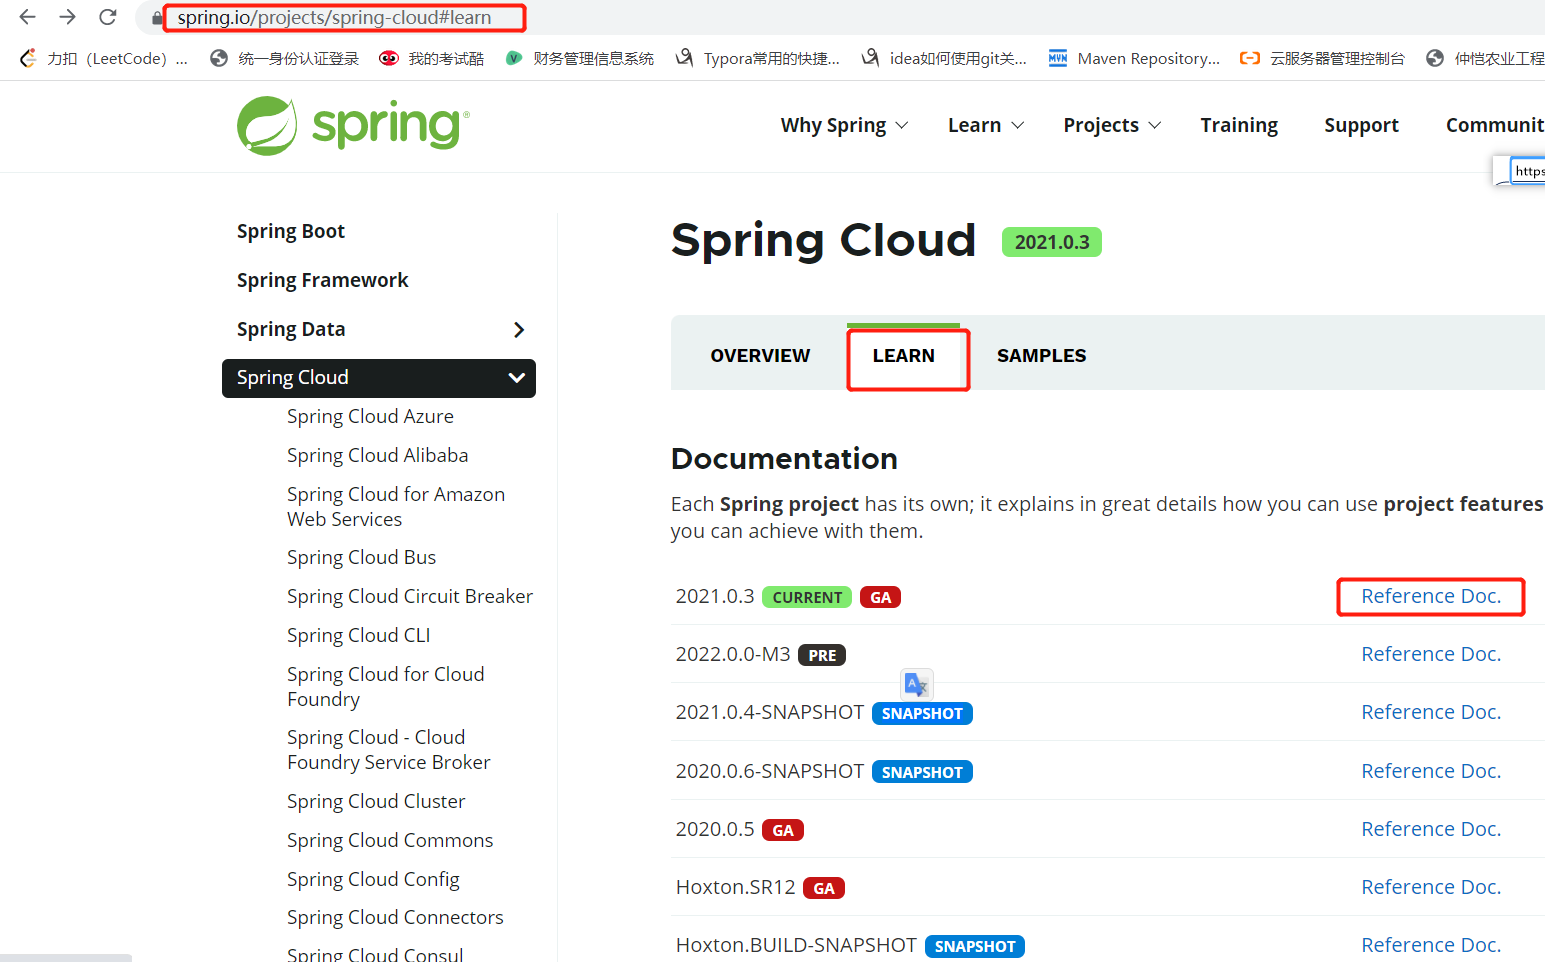 spring.io/projects/spring-cloud#learn
力扣（LeetCode）...
统一身份认证登录
我的考试酷
财务管理信息系统
Typora常用的快捷...
idea如何使用git关...
Maven Repository...
云服务器管理控制台
仲恺农业工程
spring
Why Spring
Learn
Projects
Training
Support
Communit
https
Spring Boot
Spring Framework
Spring Data
Spring Cloud
Spring Cloud Azure
Spring Cloud Alibaba
Spring Cloud for Amazon
Web Services
Spring Cloud Bus
Spring Cloud Circuit Breaker
Spring Cloud CLI
Spring Cloud for Cloud
Foundry
Spring Cloud - Cloud
Foundry Service Broker
Spring Cloud Cluster
Spring Cloud Commons
Spring Cloud Config
Spring Cloud Connectors
Spring Cloud Consul
Spring Cloud 2021.0.3
OVERVIEW
LEARN
SAMPLES
Documentation
Each Spring project has its own; it explains in great details how you can use project features
you can achieve with them.
2021.0.3 CURRENT GA Reference Doc.
2022.0.0-M3 PRE Reference Doc.
2021.0.4-SNAPSHOT SNAPSHOT Reference Doc.
2020.0.6-SNAPSHOT SNAPSHOT Reference Doc.
2020.0.5 GA Reference Doc.
Hoxton.SR12 GA Reference Doc.
Hoxton.BUILD-SNAPSHOT SNAPSHOT Reference Doc.